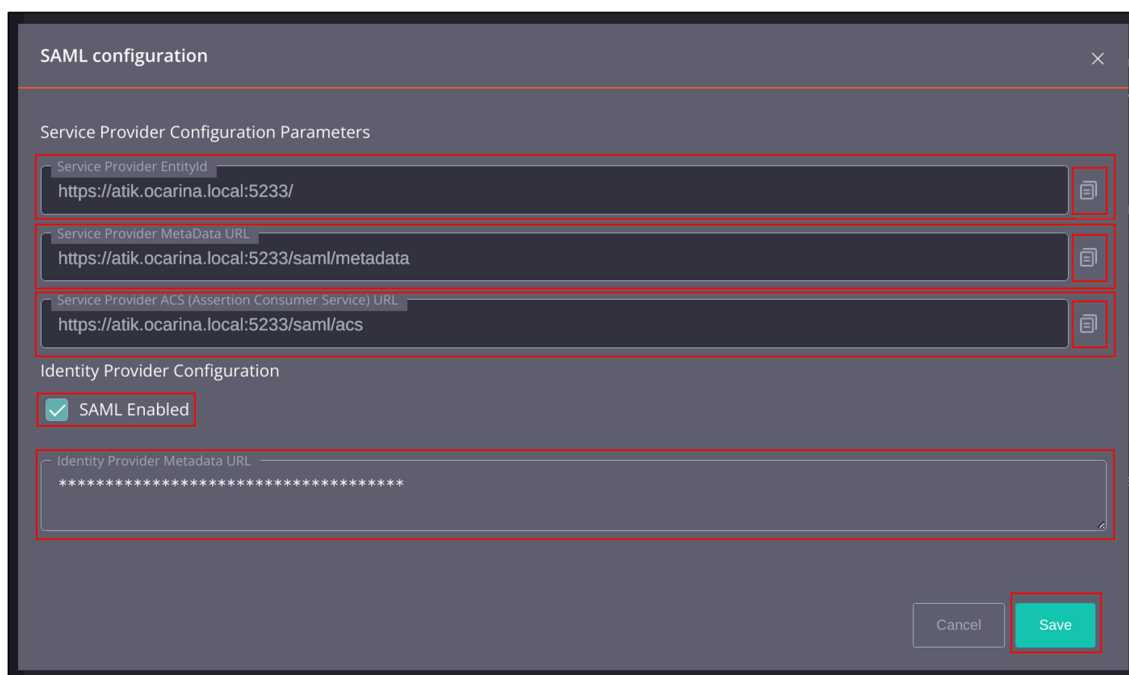 SAML configuration
Service Provider Configuration Parameters
Service Provider EntityId
https://atik.ocarina.local:5233/
Service Provider MetaData URL
https://atik.ocarina.local:5233/saml/metadata
Service Provider ACS (Assertion Consumer Service) URL
https://atik.ocarina.local:5233/saml/acs
Identity Provider Configuration
SAML Enabled
Identity Provider Metadata URL
*************************************
Cancel
Save